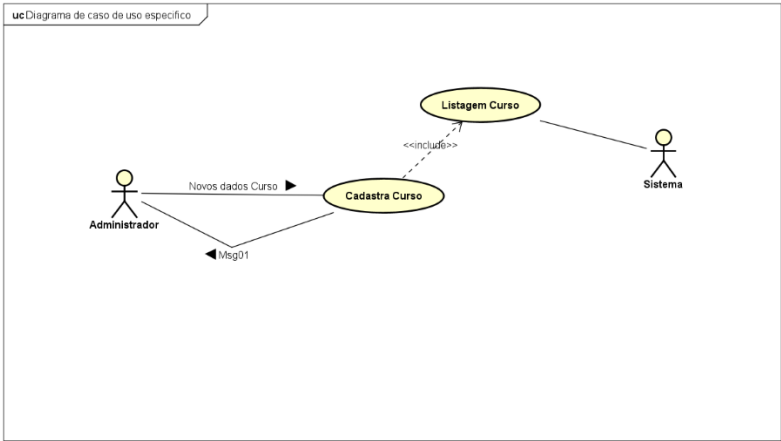 uc Diagrama de caso de uso especifico
Listagem Curso
<<include>>
Sistema
Novos dados Curso
Cadastra Curso
Administrador
Msg01